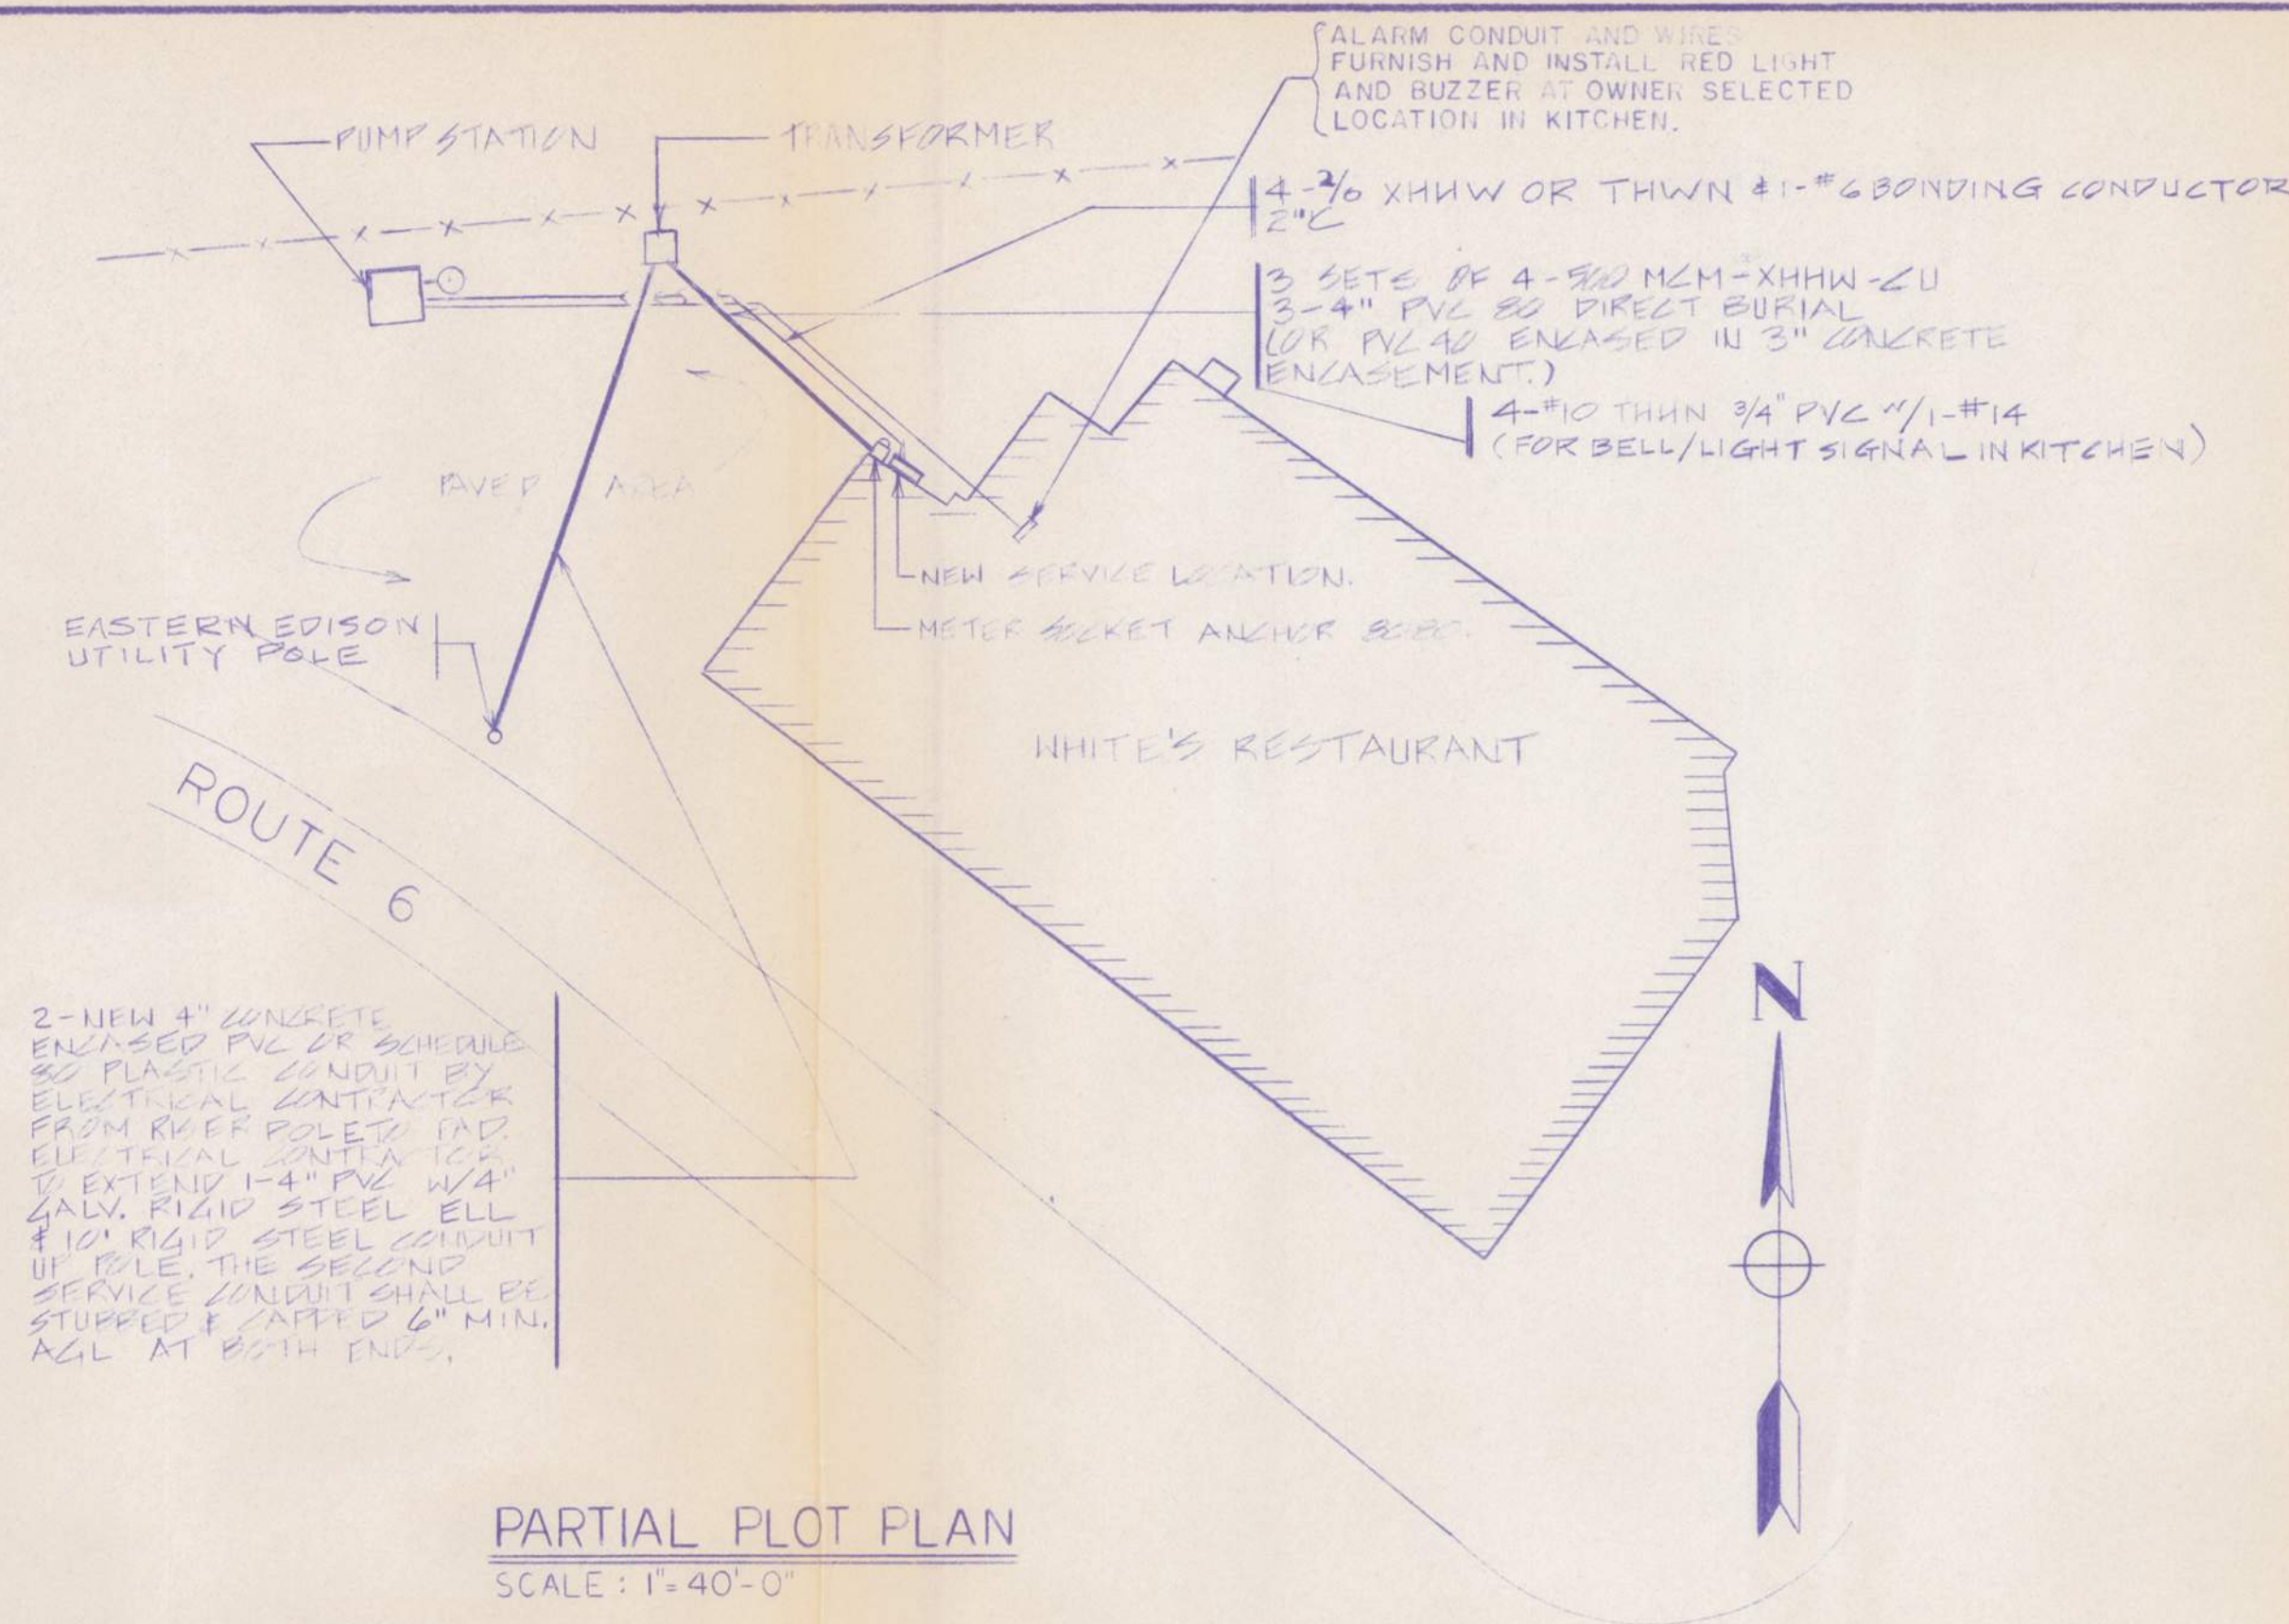 ALARM CONDUIT AND WIRES
FURNISH AND INSTALL RED LIGHT
AND BUZZER AT OWNER SELECTED
LOCATION IN KITCHEN.
PUMP STATION
TRANSFORMER
4-2/0 XHHW OR THWN & 1-#6 BONDING CONDUCTOR
2"C
3 SETS OF 4-500 MCM-XHHW-CU
3-4" PVC 80 DIRECT BURIAL
(OR PVC 40 ENCASED IN 3" CONCRETE
ENCASEMENT.)
4-#10 THHN 3/4" PVC W/1-#14
(FOR BELL/LIGHT SIGNAL IN KITCHEN)
PAVED AREA
NEW SERVICE LOCATION.
METER SOCKET ANCHOR
EASTERN EDISON
UTILITY POLE
WHITE'S RESTAURANT
ROUTE 6
N
2-NEW 4" CONCRETE
ENCASED PVC OR SCHEDULE
80 PLASTIC CONDUIT BY
ELECTRICAL CONTRACTOR
FROM RISER POLE TO PAD.
ELECTRICAL CONTRACTOR
TO EXTEND 1-4" PVC W/4"
GALV. RIGID STEEL ELL
& 10' RIGID STEEL CONDUIT
UP POLE. THE SECOND
SERVICE CONDUIT SHALL BE
STUBBED & CAPPED 6" MIN.
AGL AT BOTH ENDS.
PARTIAL PLOT PLAN
SCALE: 1"=40'-0"